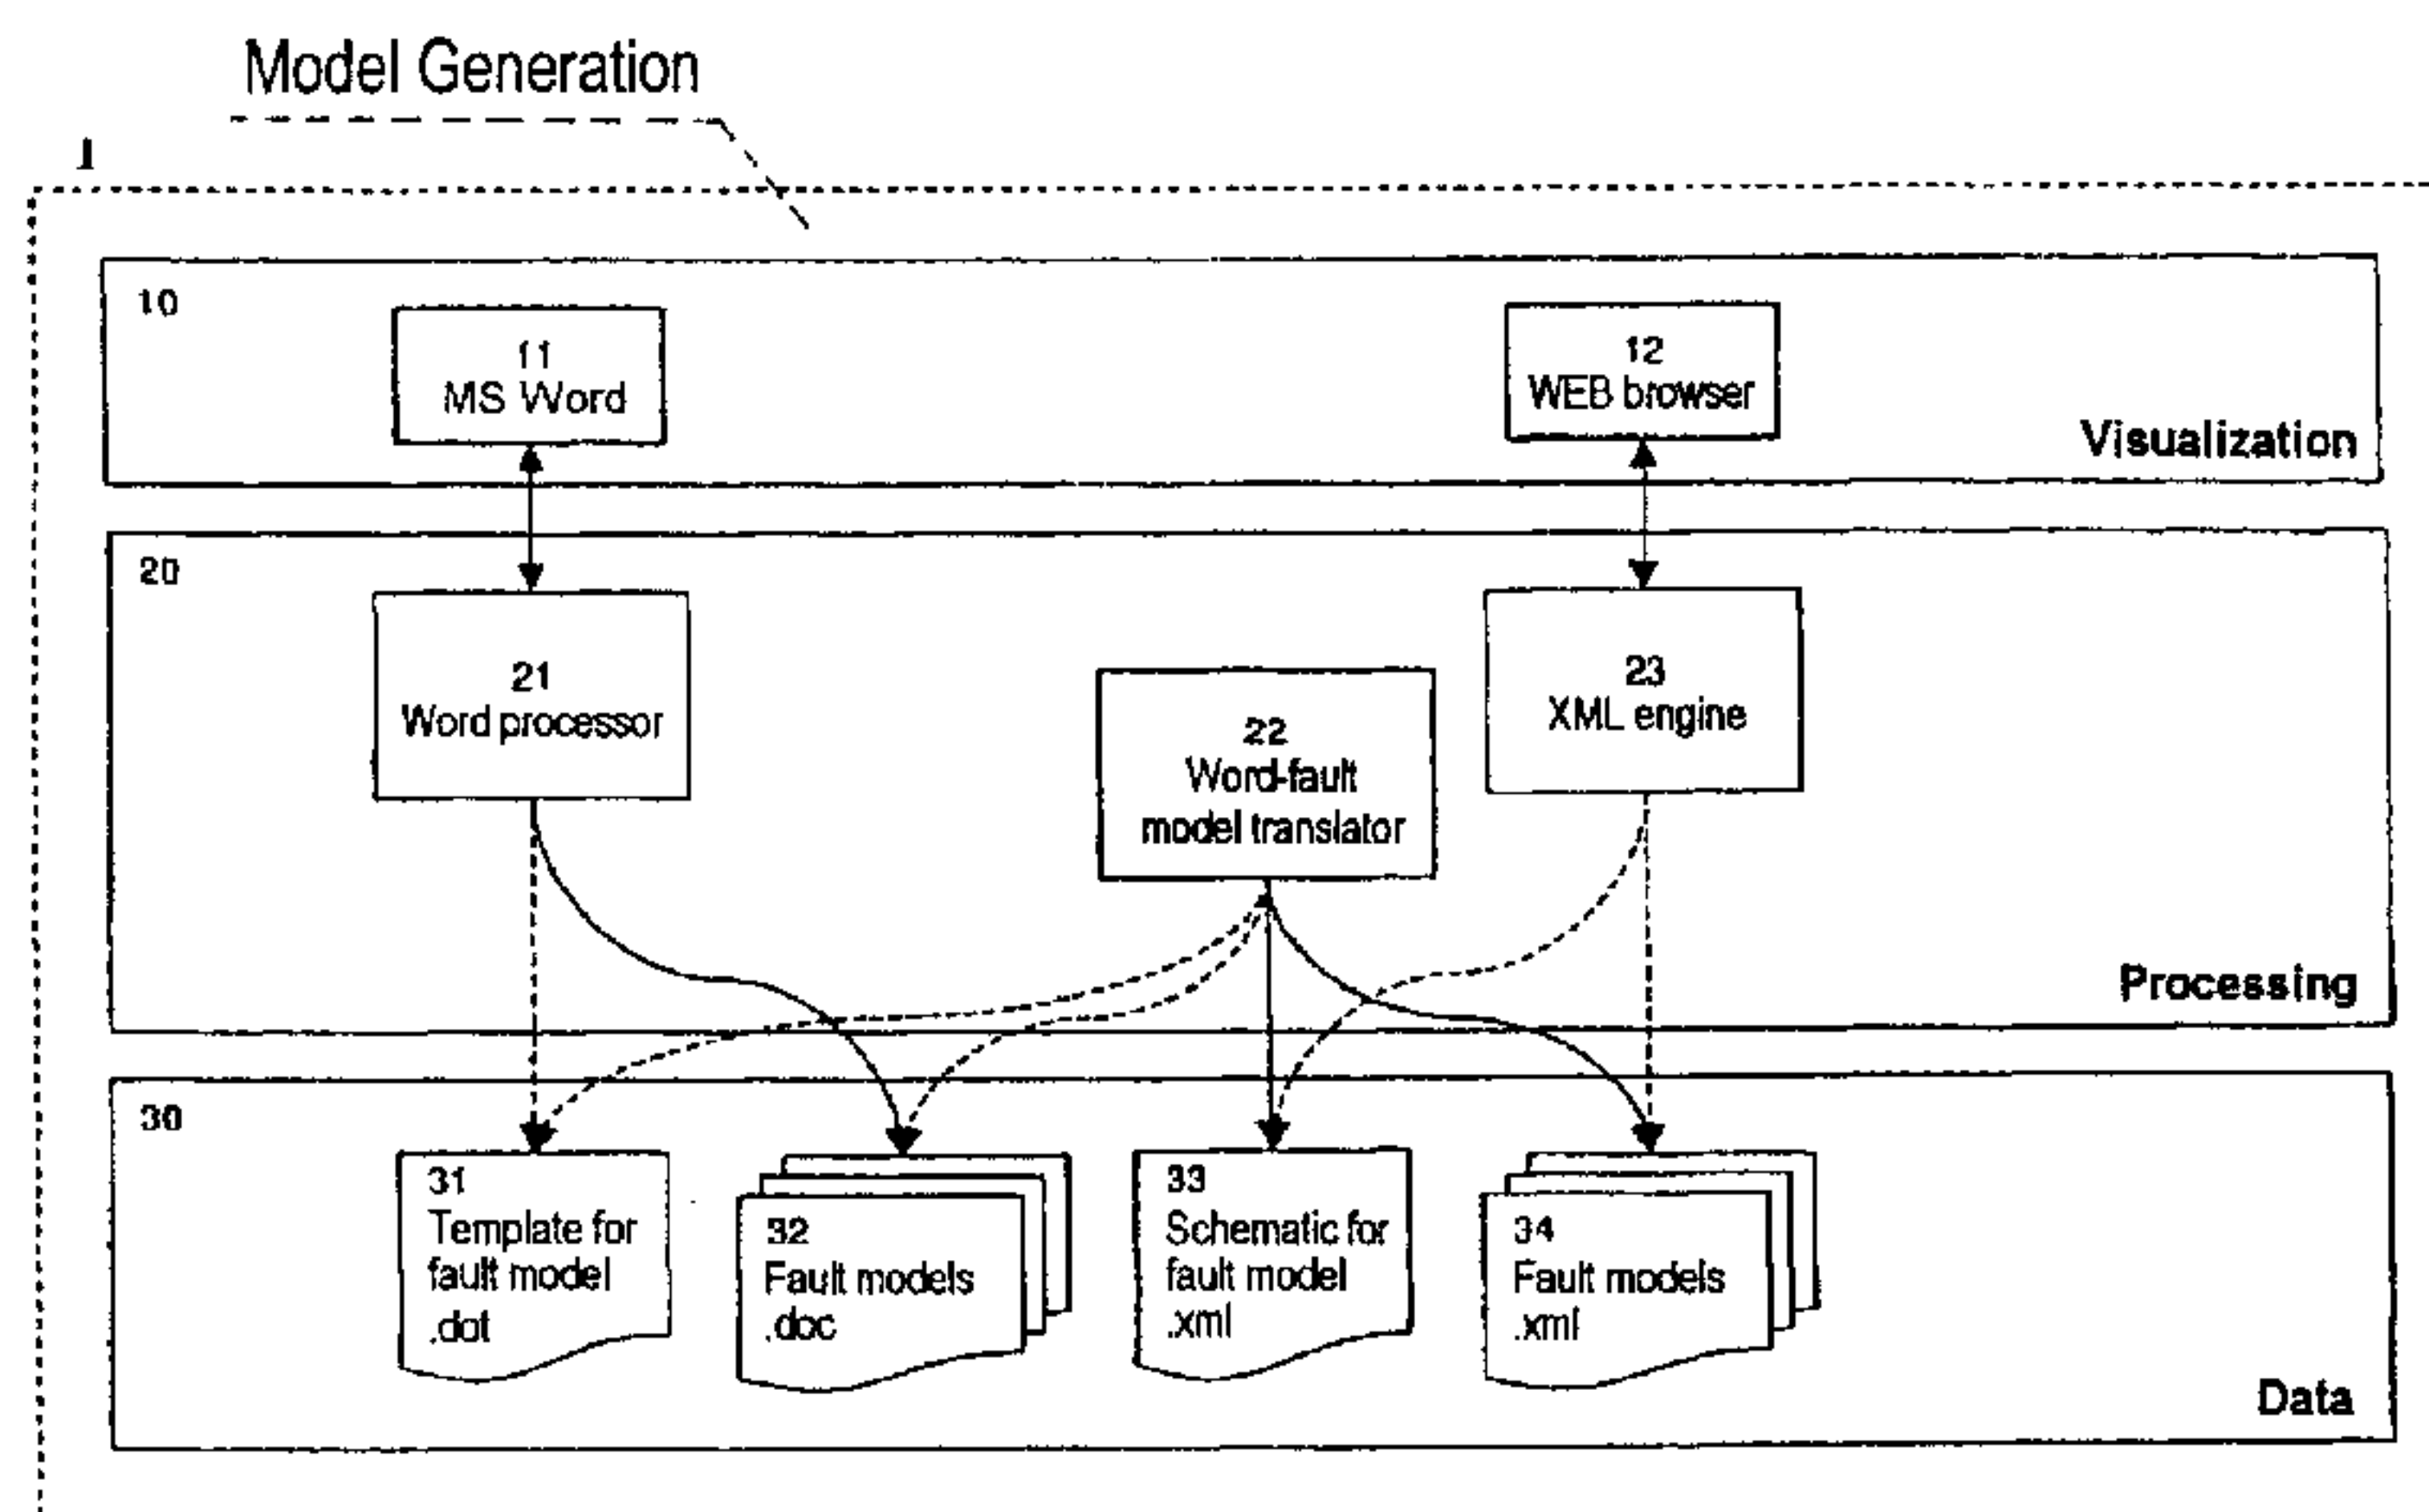 Model Generation
1
10
11
MS Word
12
WEB browser
Visualization
20
21
Word processor
22
Word-fault
model translator
23
XML engine
Processing
30
31
Template for
fault model
.dot
32
Fault models
.doc
33
Schematic for
fault model
.xml
34
Fault models
.xml
Data